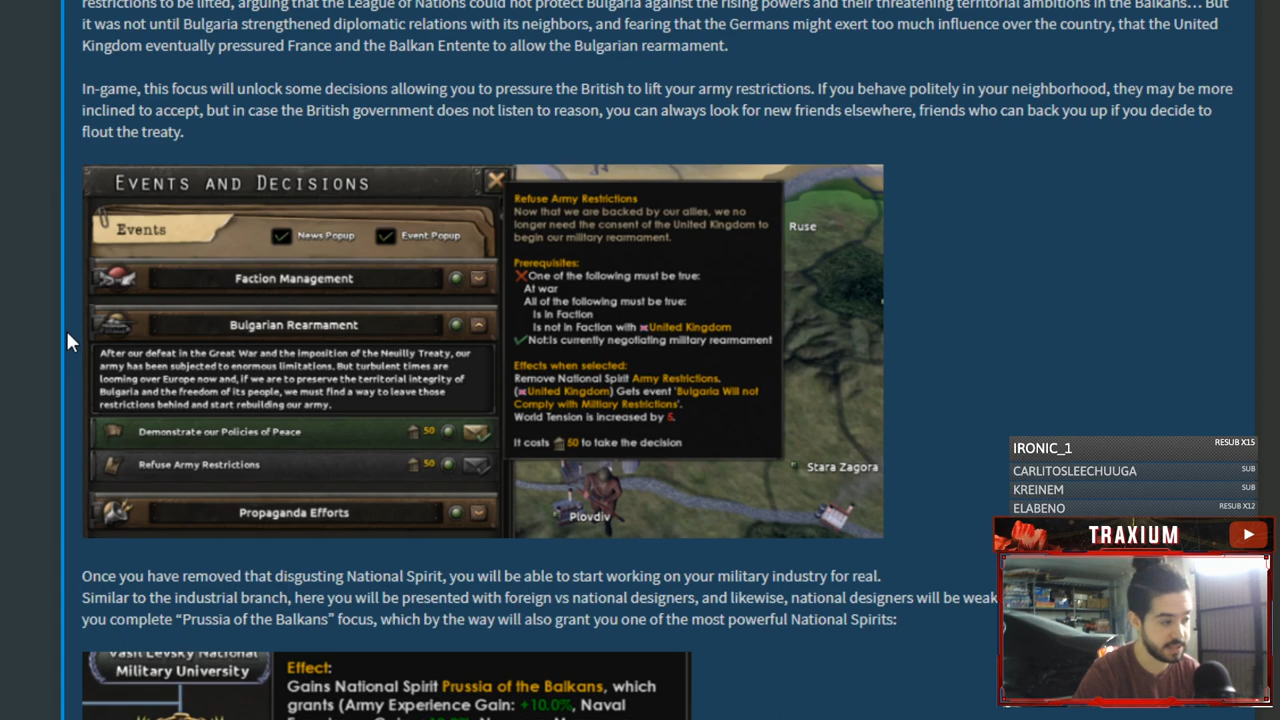 restrictions to be lifted, arguing that the League of Nations could not protect Bulgaria against the rising powers and their threatening territorial ambitions in the Balkans… But
it was not until Bulgaria strengthened diplomatic relations with its neighbors, and fearing that the Germans might exert too much influence over the country, that the United
Kingdom eventually pressured France and the Balkan Entente to allow the Bulgarian rearmament.
In-game, this focus will unlock some decisions allowing you to pressure the British to lift your army restrictions. If you behave politely in your neighborhood, they may be more
inclined to accept, but in case the British government does not listen to reason, you can always look for new friends elsewhere, friends who can back you up if you decide to
flout the treaty.
EVENTS AND DECISIONS
Events
News Popup
Event Popup
Faction Management
Bulgarian Rearmament
After our defeat in the Great War and the imposition of the Neuilly Treaty, our
army has been subjected to enormous limitations. But turbulent times are
looming over Europe now and, if we are to preserve the territorial integrity of
Bulgaria and the freedom of its people, we must find a way to leave those
restrictions behind and start rebuilding our army.
Demonstrate our Policies of Peace 50
Refuse Army Restrictions 50
Propaganda Efforts
Refuse Army Restrictions
Now that we are backed by our allies, we no
longer need the consent of the United Kingdom to
begin our military rearmament.
Prerequisites:
One of the following must be true:
At war
All of the following must be true:
Is in Faction
Is not in Faction with United Kingdom
Not:Is currently negotiating military rearmament
Effects when selected:
Remove National Spirit Army Restrictions.
(United Kingdom) Gets event 'Bulgaria Will not
Comply with Military Restrictions'.
World Tension is increased by 5.
It costs 50 to take the decision
Ruse
Stara Zagora
Plovdiv
Once you have removed that disgusting National Spirit, you will be able to start working on your military industry for real.
Similar to the industrial branch, here you will be presented with foreign vs national designers, and likewise, national designers will be weak
you complete “Prussia of the Balkans” focus, which by the way will also grant you one of the most powerful National Spirits:
Vasil Levsky National
Military University
Effect:
Gains National Spirit Prussia of the Balkans, which
grants (Army Experience Gain: +10.0%, Naval
IRONIC_1 RESUB X15
CARLITOSLEECHUUGA SUB
KREINEM SUB
ELABENO RESUB X12
TRAXIUM